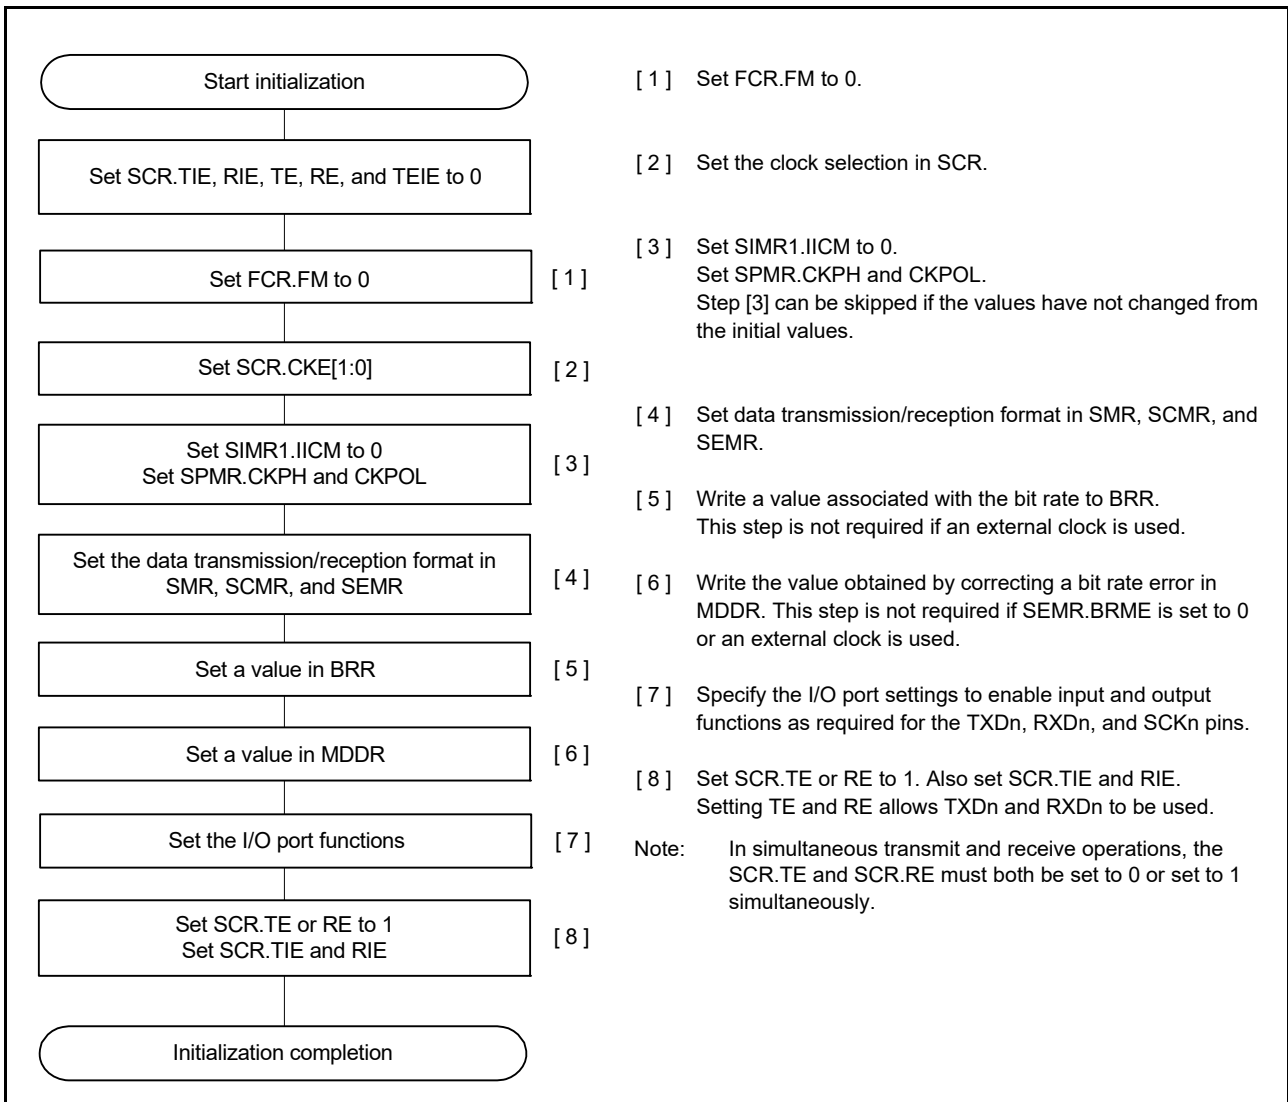 Start initialization
Set SCR.TIE, RIE, TE, RE, and TEIE to 0
Set FCR.FM to 0
[ 1 ]
Set SCR.CKE[1:0]
[ 2 ]
Set SIMR1.IICM to 0
Set SPMR.CKPH and CKPOL
[ 3 ]
Set the data transmission/reception format in
SMR, SCMR, and SEMR
[ 4 ]
Set a value in BRR
[ 5 ]
Set a value in MDDR
[ 6 ]
Set the I/O port functions
[ 7 ]
Set SCR.TE or RE to 1
Set SCR.TIE and RIE
[ 8 ]
Initialization completion
[ 1 ] Set FCR.FM to 0.
[ 2 ] Set the clock selection in SCR.
[ 3 ] Set SIMR1.IICM to 0.
Set SPMR.CKPH and CKPOL.
Step [3] can be skipped if the values have not changed from
the initial values.
[ 4 ] Set data transmission/reception format in SMR, SCMR, and
SEMR.
[ 5 ] Write a value associated with the bit rate to BRR.
This step is not required if an external clock is used.
[ 6 ] Write the value obtained by correcting a bit rate error in
MDDR. This step is not required if SEMR.BRME is set to 0
or an external clock is used.
[ 7 ] Specify the I/O port settings to enable input and output
functions as required for the TXDn, RXDn, and SCKn pins.
[ 8 ] Set SCR.TE or RE to 1. Also set SCR.TIE and RIE.
Setting TE and RE allows TXDn and RXDn to be used.
Note: In simultaneous transmit and receive operations, the
SCR.TE and SCR.RE must both be set to 0 or set to 1
simultaneously.